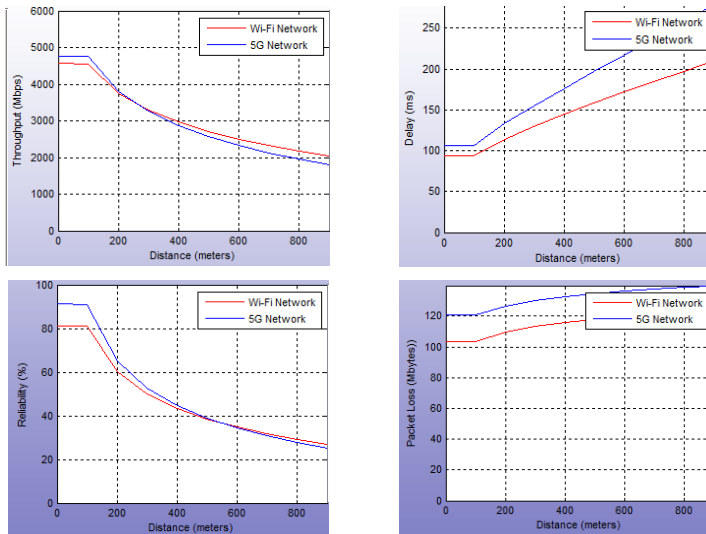 6000
5000
4000
3000
2000
1000
0
Throughput (Mbps)
Wi-Fi Network
5G Network
0 200 400 600 800
Distance (meters)
250
200
150
100
50
0
Delay (ms)
Wi-Fi Network
5G Network
0 200 400 600 800
Distance (meters)
100
80
60
40
20
0
Reliability (%)
Wi-Fi Network
5G Network
0 200 400 600 800
Distance (meters)
120
100
80
60
40
20
0
Packet Loss (Mbytes))
Wi-Fi Network
5G Network
0 200 400 600 800
Distance (meters)